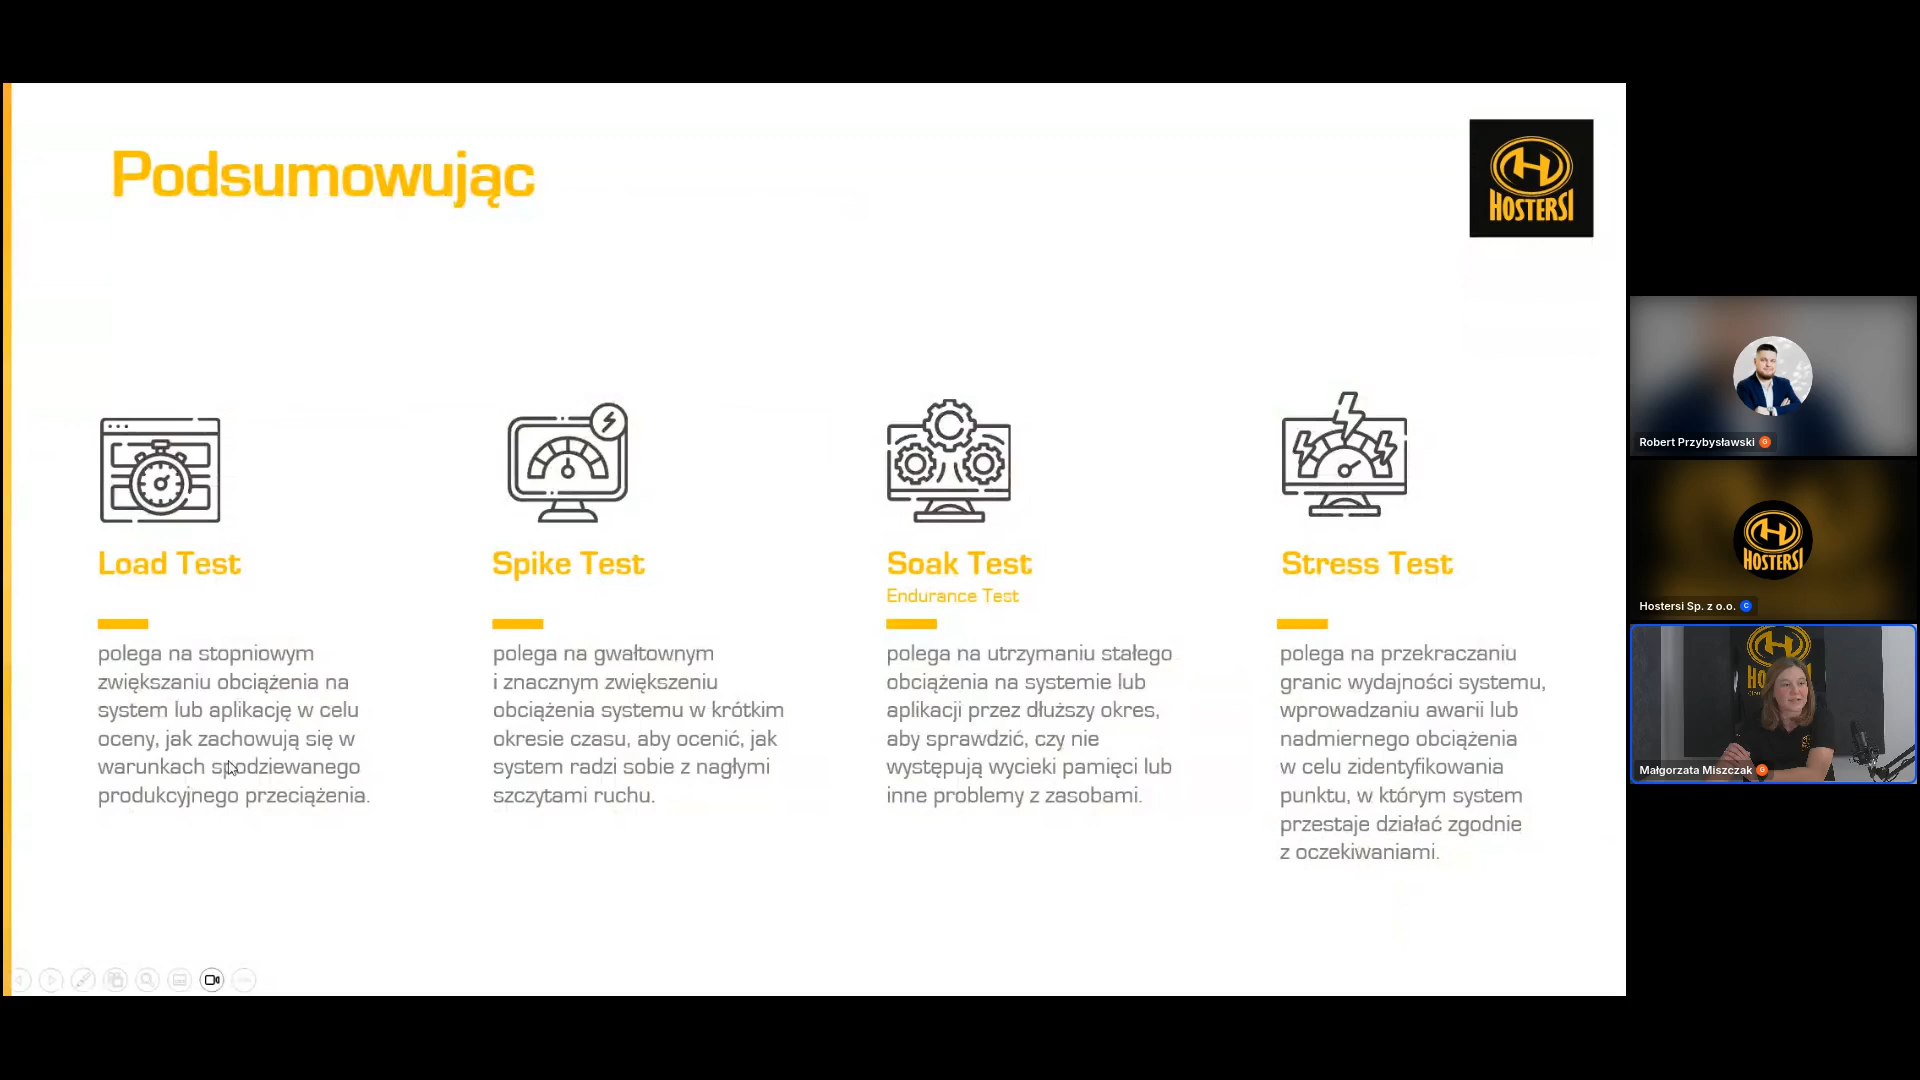 Podsumowując
HOSTERSI
Load Test
polega na stopniowym
zwiększaniu obciążenia na
system lub aplikację w celu
oceny, jak zachowują się w
warunkach spodziewanego
produkcyjnego przeciążenia.
Spike Test
polega na gwałtownym
i znacznym zwiększeniu
obciążenia systemu w krótkim
okresie czasu, aby ocenić, jak
system radzi sobie z nagłymi
szczytami ruchu.
Soak Test
Endurance Test
polega na utrzymaniu stałego
obciążenia na systemie lub
aplikacji przez dłuższy okres,
aby sprawdzić, czy nie
występują wycieki pamięci lub
inne problemy z zasobami.
Stress Test
polega na przekraczaniu
granic wydajności systemu,
wprowadzaniu awarii lub
nadmiernego obciążenia
w celu zidentyfikowania
punktu, w którym system
przestaje działać zgodnie
z oczekiwaniami.
Robert Przybysławski
HOSTERSI
Hostersi Sp. z o.o. C
Małgorzata Miszczak